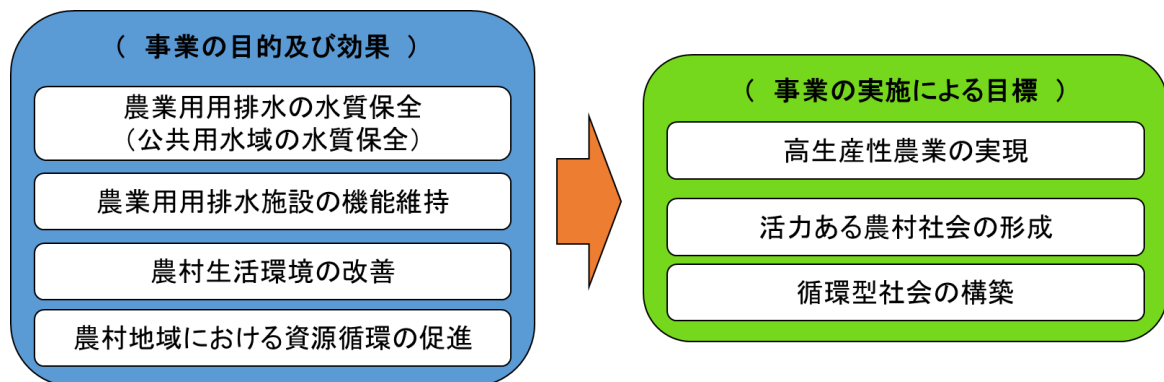 ( 事業の目的及び効果 )
農業用用排水の水質保全
(公共用水域の水質保全)
農業用用排水施設の機能維持
農村生活環境の改善
農村地域における資源循環の促進
( 事業の実施による目標 )
高生産性農業の実現
活力ある農村社会の形成
循環型社会の構築